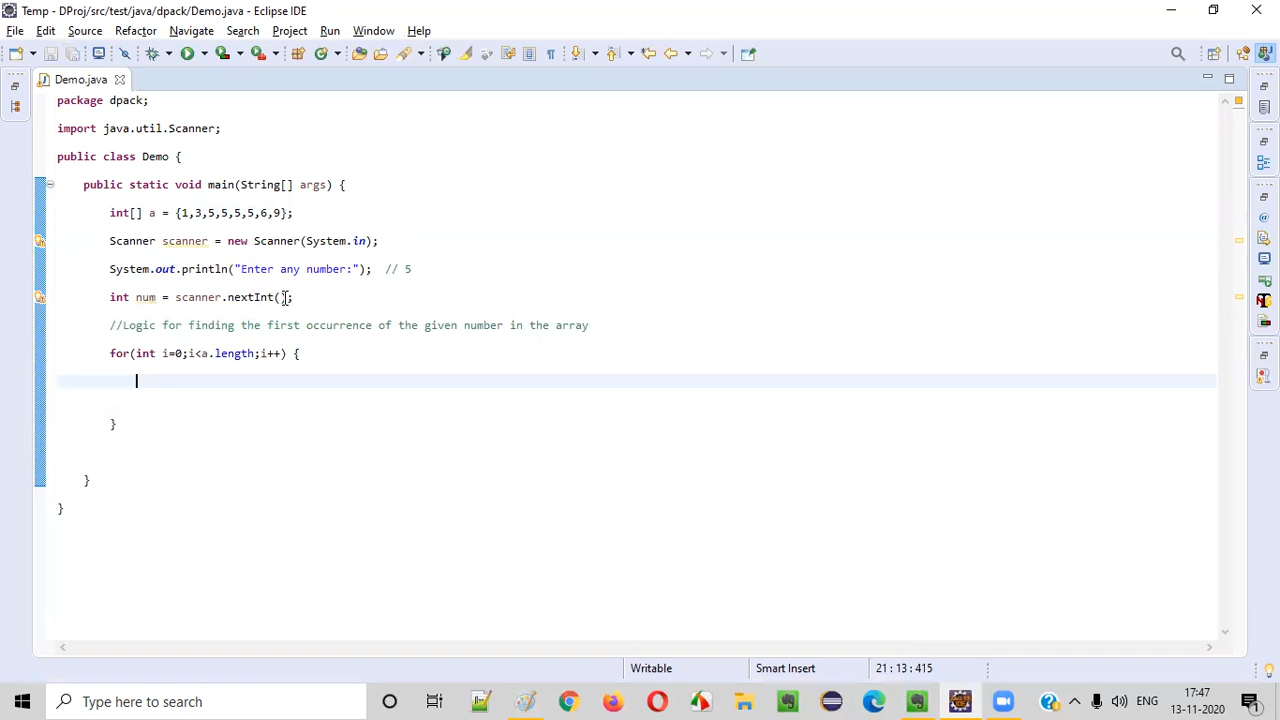 Temp - DProj/src/test/java/dpack/Demo.java - Eclipse IDE
File Edit Source Refactor Navigate Search Project Run Window Help
Demo.java
package dpack;
import java.util.Scanner;
public class Demo {
public static void main(String[] args) {
int[] a = {1,3,5,5,5,5,6,9};
Scanner scanner = new Scanner(System.in);
System.out.println("Enter any number:"); // 5
int num = scanner.nextInt();
//Logic for finding the first occurrence of the given number in the array
for(int i=0;i<a.length;i++) {
}
}
}
Writable Smart Insert 21 : 13 : 415
Type here to search
17:47
ENG
13-11-2020